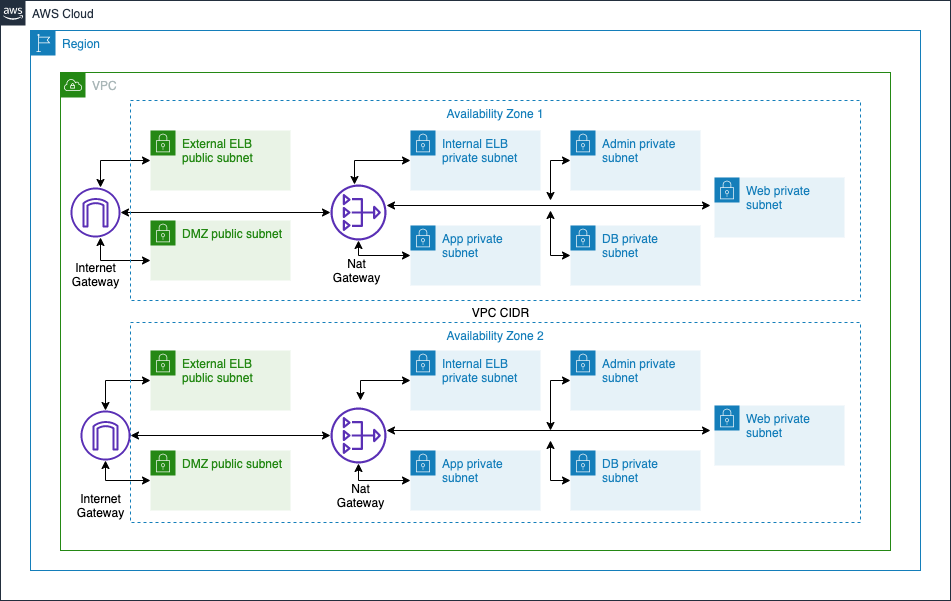 aws
AWS Cloud
Region
VPC
Availability Zone 1
External ELB
public subnet
Internal ELB
private subnet
Admin private
subnet
Web private
subnet
DMZ public subnet
App private
subnet
DB private
subnet
Internet
Gateway
Nat
Gateway
VPC CIDR
Availability Zone 2
External ELB
public subnet
Internal ELB
private subnet
Admin private
subnet
Web private
subnet
DMZ public subnet
App private
subnet
DB private
subnet
Internet
Gateway
Nat
Gateway